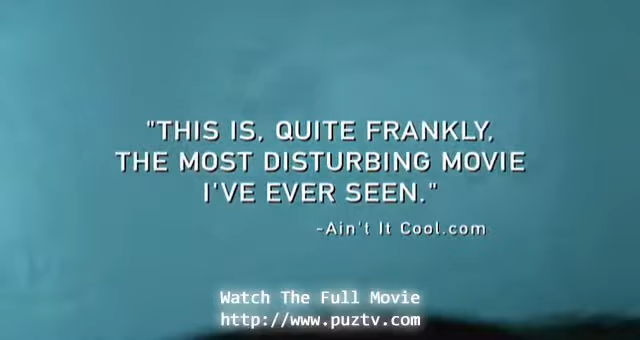 "THIS IS, QUITE FRANKLY,
THE MOST DISTURBING MOVIE
I'VE EVER SEEN."
-Ain't It Cool.com
Watch The Full Movie
http://www.puztv.com